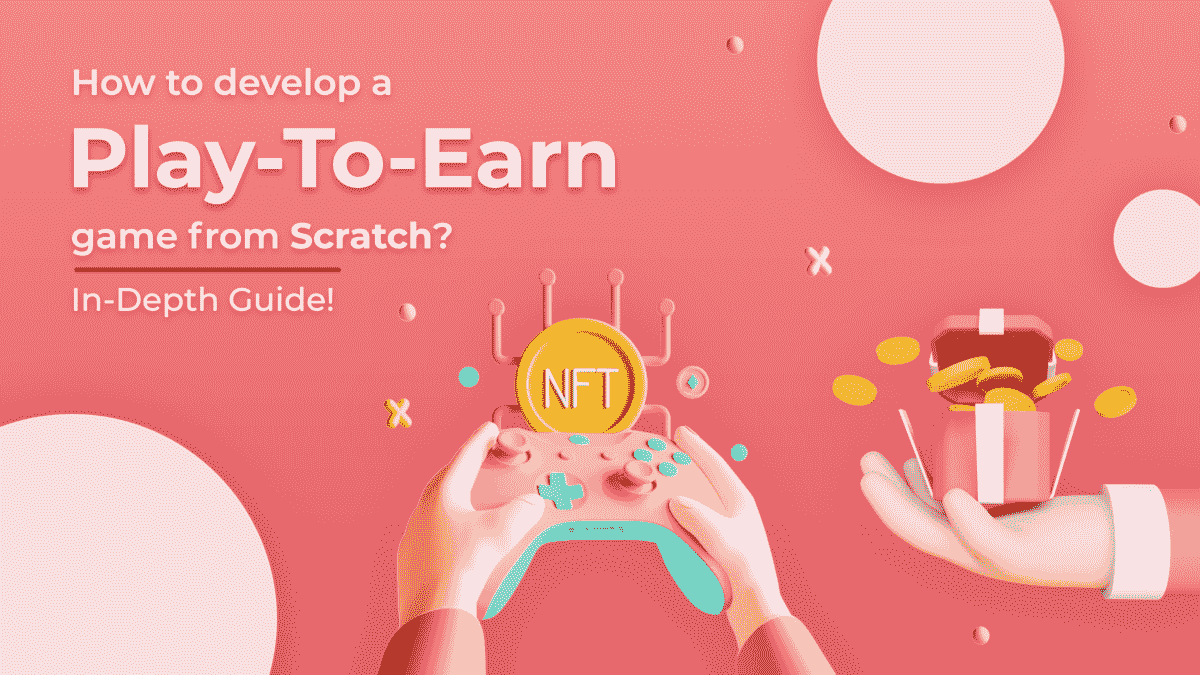 How to develop a
Play-To-Earn
game from Scratch?
In-Depth Guide!
NFT